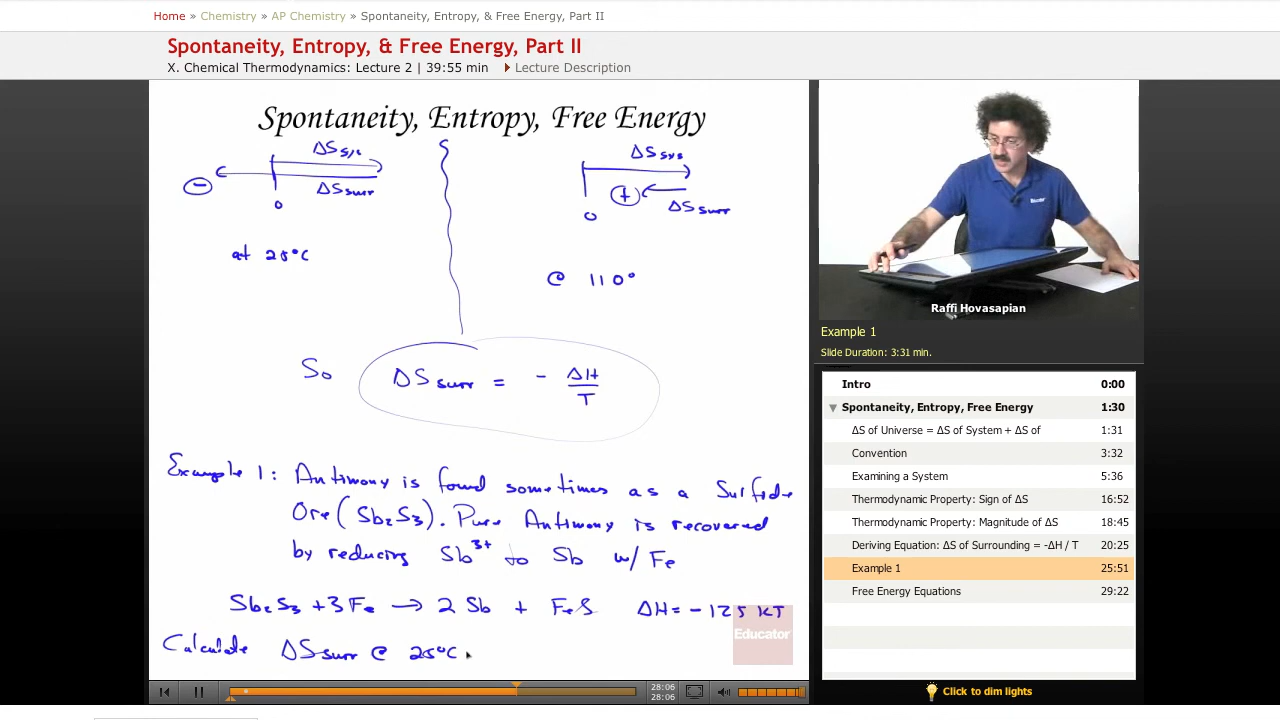 Home » Chemistry » AP Chemistry » Spontaneity, Entropy, & Free Energy, Part II
Spontaneity, Entropy, & Free Energy, Part II
X. Chemical Thermodynamics: Lecture 2 | 39:55 min Lecture Description
Spontaneity, Entropy, Free Energy
ΔSsys
− ΔSsurr
0
at 25°C
ΔSsys
+ ΔSsurr
0
@ 110°
So ΔSsurr = - ΔH/T
Example 1: Antimony is found sometimes as a Sulfide
Ore (Sb₂S₃). Pure Antimony is recovered
by reducing Sb³⁺ to Sb w/ Fe
Sb₂S₃ + 3Fe → 2 Sb + FeS ΔH = -125 KJ
Calculate ΔSsurr @ 25°C
Educator
28:06
28:06
Educator
Raffi Hovasapian
Example 1
Slide Duration: 3:31 min.
Intro 0:00
Spontaneity, Entropy, Free Energy 1:30
ΔS of Universe = ΔS of System + ΔS of 1:31
Convention 3:32
Examining a System 5:36
Thermodynamic Property: Sign of ΔS 16:52
Thermodynamic Property: Magnitude of ΔS 18:45
Deriving Equation: ΔS of Surrounding = -ΔH / T 20:25
Example 1 25:51
Free Energy Equations 29:22
Click to dim lights